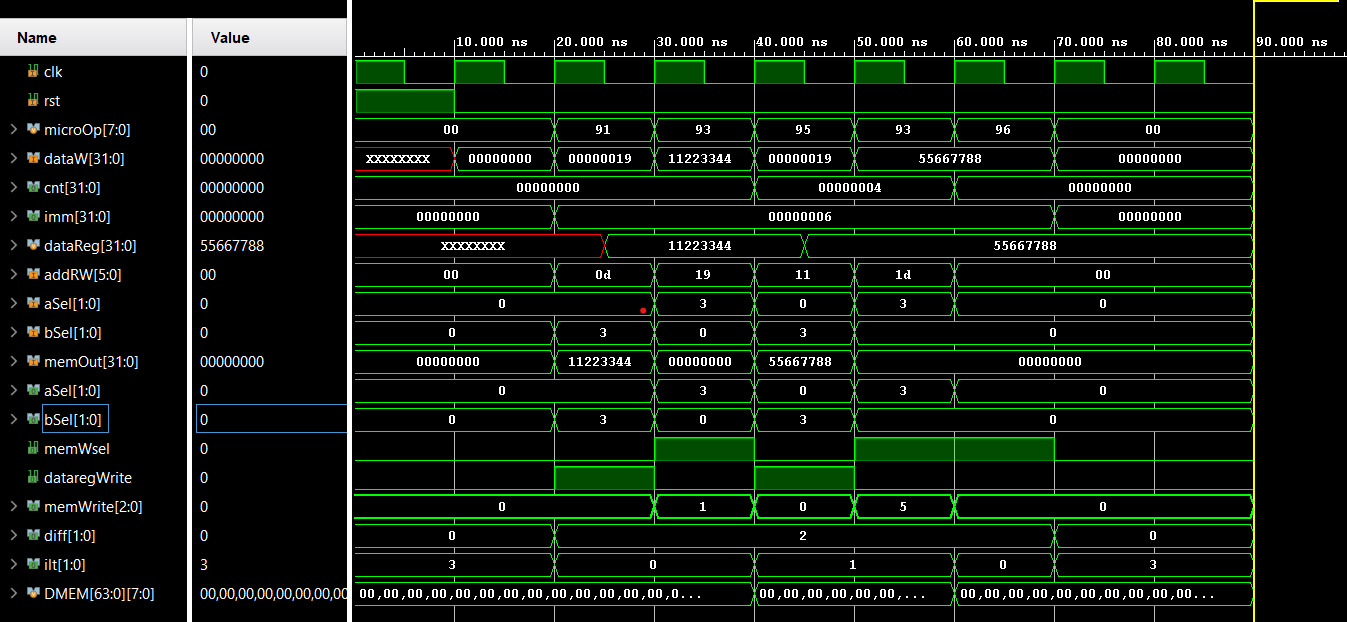 Name Value
10.000 ns 20.000 ns 30.000 ns 40.000 ns 50.000 ns 60.000 ns 70.000 ns 80.000 ns 90.000 ns
clk 0
rst 0
microOp[7:0] 00 00 91 93 95 93 96 00
dataW[31:0] 00000000 XXXXXXXX 00000000 00000019 11223344 00000019 55667788 00000000
cnt[31:0] 00000000 00000000 00000004 00000000
imm[31:0] 00000000 00000000 00000006 00000000
dataReg[31:0] 55667788 XXXXXXXX 11223344 55667788
addRW[5:0] 00 00 0d 19 11 1d 00
aSel[1:0] 0 0 3 0 3 0
bSel[1:0] 0 0 3 0 3 0
memOut[31:0] 00000000 00000000 11223344 00000000 55667788 00000000
aSel[1:0] 0 0 3 0 3 0
bSel[1:0] 0 0 3 0 3 0
memWsel 0
dataregWrite 0
memWrite[2:0] 0 0 1 0 5 0
diff[1:0] 0 0 2 0
ilt[1:0] 3 3 0 1 0 3
DMEM[63:0][7:0] 00,00,00,00,00,00,00,00 00,00,00,00,00,00,00,00,00,00,00,00,00,0... 00,00,00,00,00,00,... 00,00,00,00,00,00,00,00,00,00,00...